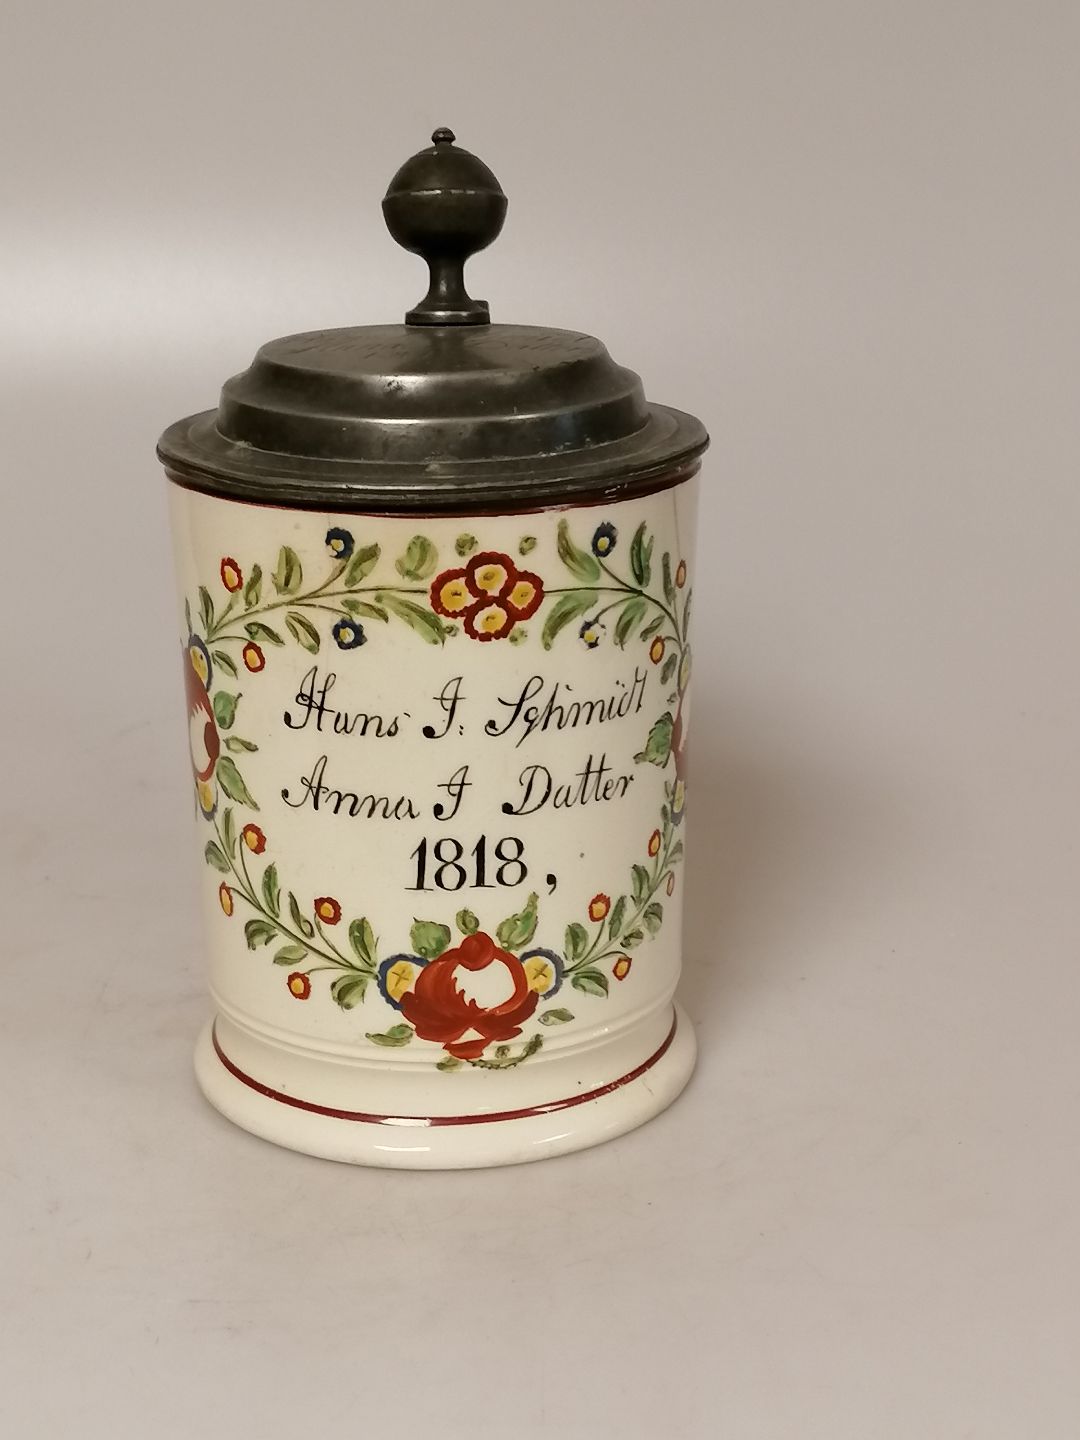 Hans J: Schmidt
Anna J Datter
1818,